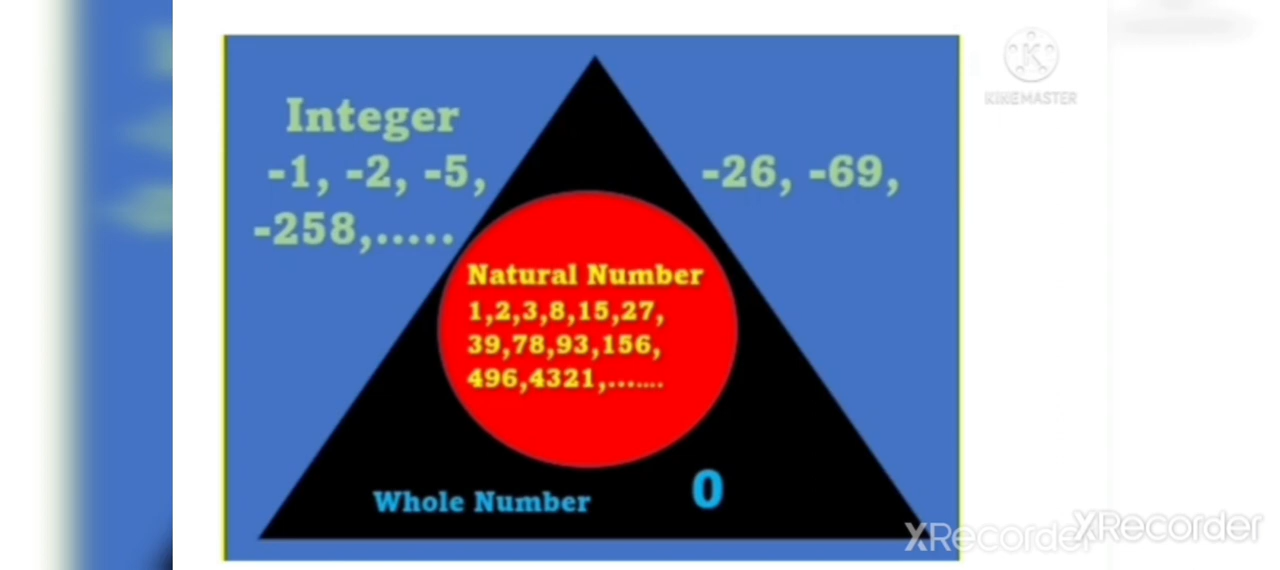 Integer
-1, -2, -5,
-26, -69,
-258,.....
Natural Number
1,2,3,8,15,27,
39,78,93,156,
496,4321,.......
Whole Number 0
KINEMASTER
XRecorder
XRecorder